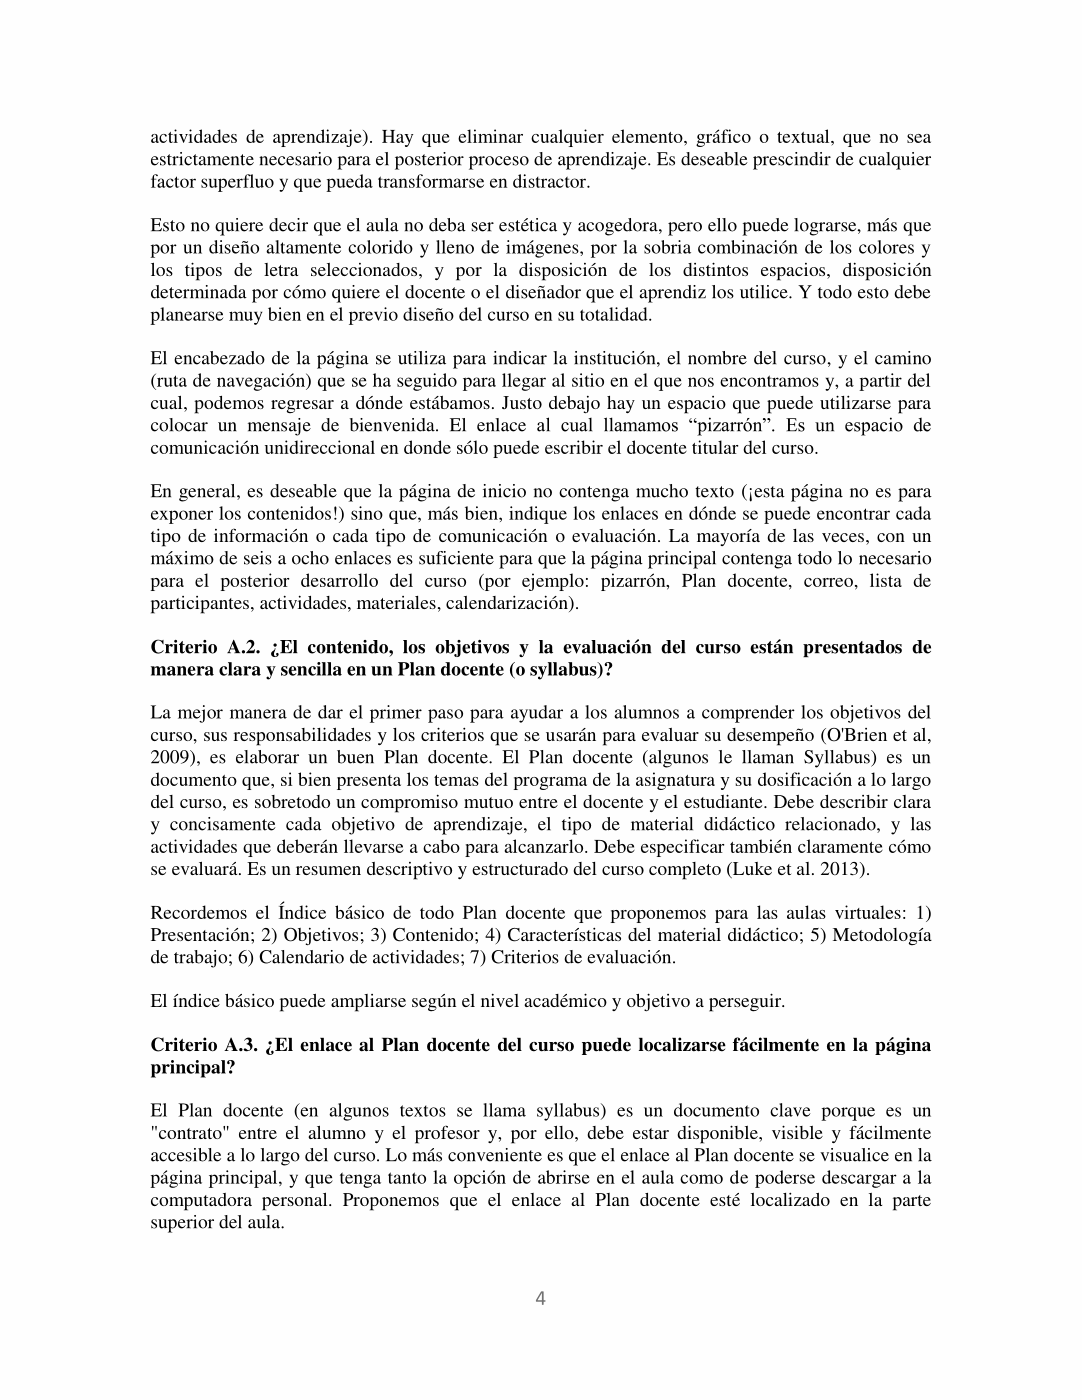 actividades de aprendizaje). Hay que eliminar cualquier elemento, gráfico o textual, que no sea
estrictamente necesario para el posterior proceso de aprendizaje. Es deseable prescindir de cualquier
factor superfluo y que pueda transformarse en distractor.
Esto no quiere decir que el aula no deba ser estética y acogedora, pero ello puede lograrse, más que
por un diseño altamente colorido y lleno de imágenes, por la sobria combinación de los colores y
los tipos de letra seleccionados, y por la disposición de los distintos espacios, disposición
determinada por cómo quiere el docente o el diseñador que el aprendiz los utilice. Y todo esto debe
planearse muy bien en el previo diseño del curso en su totalidad.
El encabezado de la página se utiliza para indicar la institución, el nombre del curso, y el camino
(ruta de navegación) que se ha seguido para llegar al sitio en el que nos encontramos y, a partir del
cual, podemos regresar a dónde estábamos. Justo debajo hay un espacio que puede utilizarse para
colocar un mensaje de bienvenida. El enlace al cual llamamos “pizarrón”. Es un espacio de
comunicación unidireccional en donde sólo puede escribir el docente titular del curso.
En general, es deseable que la página de inicio no contenga mucho texto (¡esta página no es para
exponer los contenidos!) sino que, más bien, indique los enlaces en dónde se puede encontrar cada
tipo de información o cada tipo de comunicación o evaluación. La mayoría de las veces, con un
máximo de seis a ocho enlaces es suficiente para que la página principal contenga todo lo necesario
para el posterior desarrollo del curso (por ejemplo: pizarrón, Plan docente, correo, lista de
participantes, actividades, materiales, calendarización).
Criterio A.2. ¿El contenido, los objetivos y la evaluación del curso están presentados de
manera clara y sencilla en un Plan docente (o syllabus)?
La mejor manera de dar el primer paso para ayudar a los alumnos a comprender los objetivos del
curso, sus responsabilidades y los criterios que se usarán para evaluar su desempeño (O'Brien et al,
2009), es elaborar un buen Plan docente. El Plan docente (algunos le llaman Syllabus) es un
documento que, si bien presenta los temas del programa de la asignatura y su dosificación a lo largo
del curso, es sobretodo un compromiso mutuo entre el docente y el estudiante. Debe describir clara
y concisamente cada objetivo de aprendizaje, el tipo de material didáctico relacionado, y las
actividades que deberán llevarse a cabo para alcanzarlo. Debe especificar también claramente cómo
se evaluará. Es un resumen descriptivo y estructurado del curso completo (Luke et al. 2013).
Recordemos el Índice básico de todo Plan docente que proponemos para las aulas virtuales: 1)
Presentación; 2) Objetivos; 3) Contenido; 4) Características del material didáctico; 5) Metodología
de trabajo; 6) Calendario de actividades; 7) Criterios de evaluación.
El índice básico puede ampliarse según el nivel académico y objetivo a perseguir.
Criterio A.3. ¿El enlace al Plan docente del curso puede localizarse fácilmente en la página
principal?
El Plan docente (en algunos textos se llama syllabus) es un documento clave porque es un
"contrato" entre el alumno y el profesor y, por ello, debe estar disponible, visible y fácilmente
accesible a lo largo del curso. Lo más conveniente es que el enlace al Plan docente se visualice en la
página principal, y que tenga tanto la opción de abrirse en el aula como de poderse descargar a la
computadora personal. Proponemos que el enlace al Plan docente esté localizado en la parte
superior del aula.
4